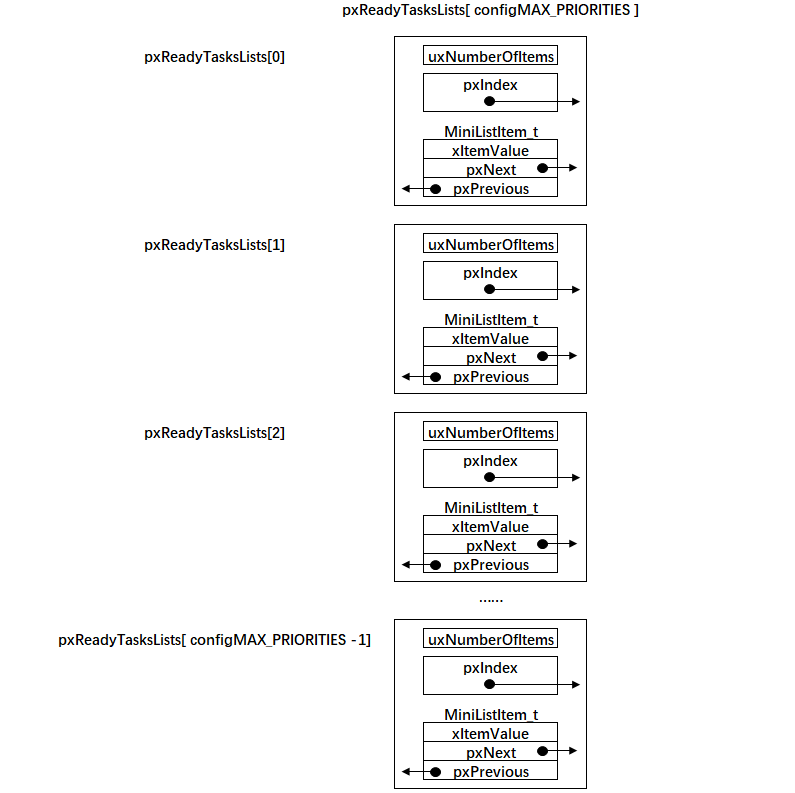 pxReadyTasksLists[ configMAX_PRIORITIES ]
pxReadyTasksLists[0]
uxNumberOfItems
pxIndex
MiniListItem_t
xItemValue
pxNext
pxPrevious
pxReadyTasksLists[1]
uxNumberOfItems
pxIndex
MiniListItem_t
xItemValue
pxNext
pxPrevious
pxReadyTasksLists[2]
uxNumberOfItems
pxIndex
MiniListItem_t
xItemValue
pxNext
pxPrevious
……
pxReadyTasksLists[ configMAX_PRIORITIES -1]
uxNumberOfItems
pxIndex
MiniListItem_t
xItemValue
pxNext
pxPrevious